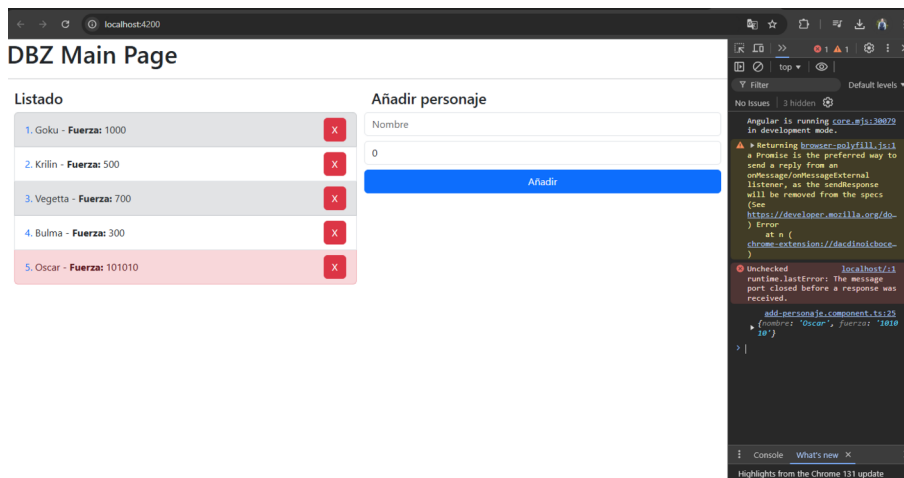 localhost:4200
DBZ Main Page
Listado
1. Goku - Fuerza: 1000
X
2. Krilin - Fuerza: 500
X
3. Vegetta - Fuerza: 700
X
4. Bulma - Fuerza: 300
X
5. Oscar - Fuerza: 101010
X
Añadir personaje
Nombre
0
Añadir
1 1
top
Filter
Default levels
No Issues
3 hidden
Angular is running core.mjs:30079
in development mode.
Returning browser-polyfill.js:1
a Promise is the preferred way to
send a reply from an
onMessage/onMessageExternal
listener, as the sendResponse
will be removed from the specs
(See
https://developer.mozilla.org/do…
) Error
at n (
chrome-extension://dacdinoicboce…
)
Unchecked localhost/:1
runtime.lastError: The message
port closed before a response was
received.
add-personaje.component.ts:25
{nombre: 'Oscar', fuerza: '1010
10'}
Console
What's new
Highlights from the Chrome 131 update